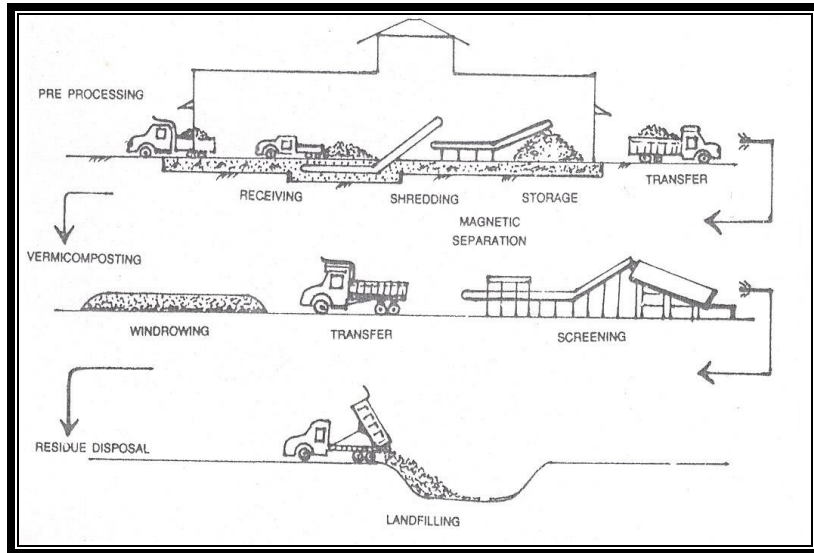 PRE PROCESSING
RECEIVING
SHREDDING
STORAGE
TRANSFER
MAGNETIC
SEPARATION
VERMICOMPOSTING
WINDROWING
TRANSFER
SCREENING
RESIDUE DISPOSAL
LANDFILLING